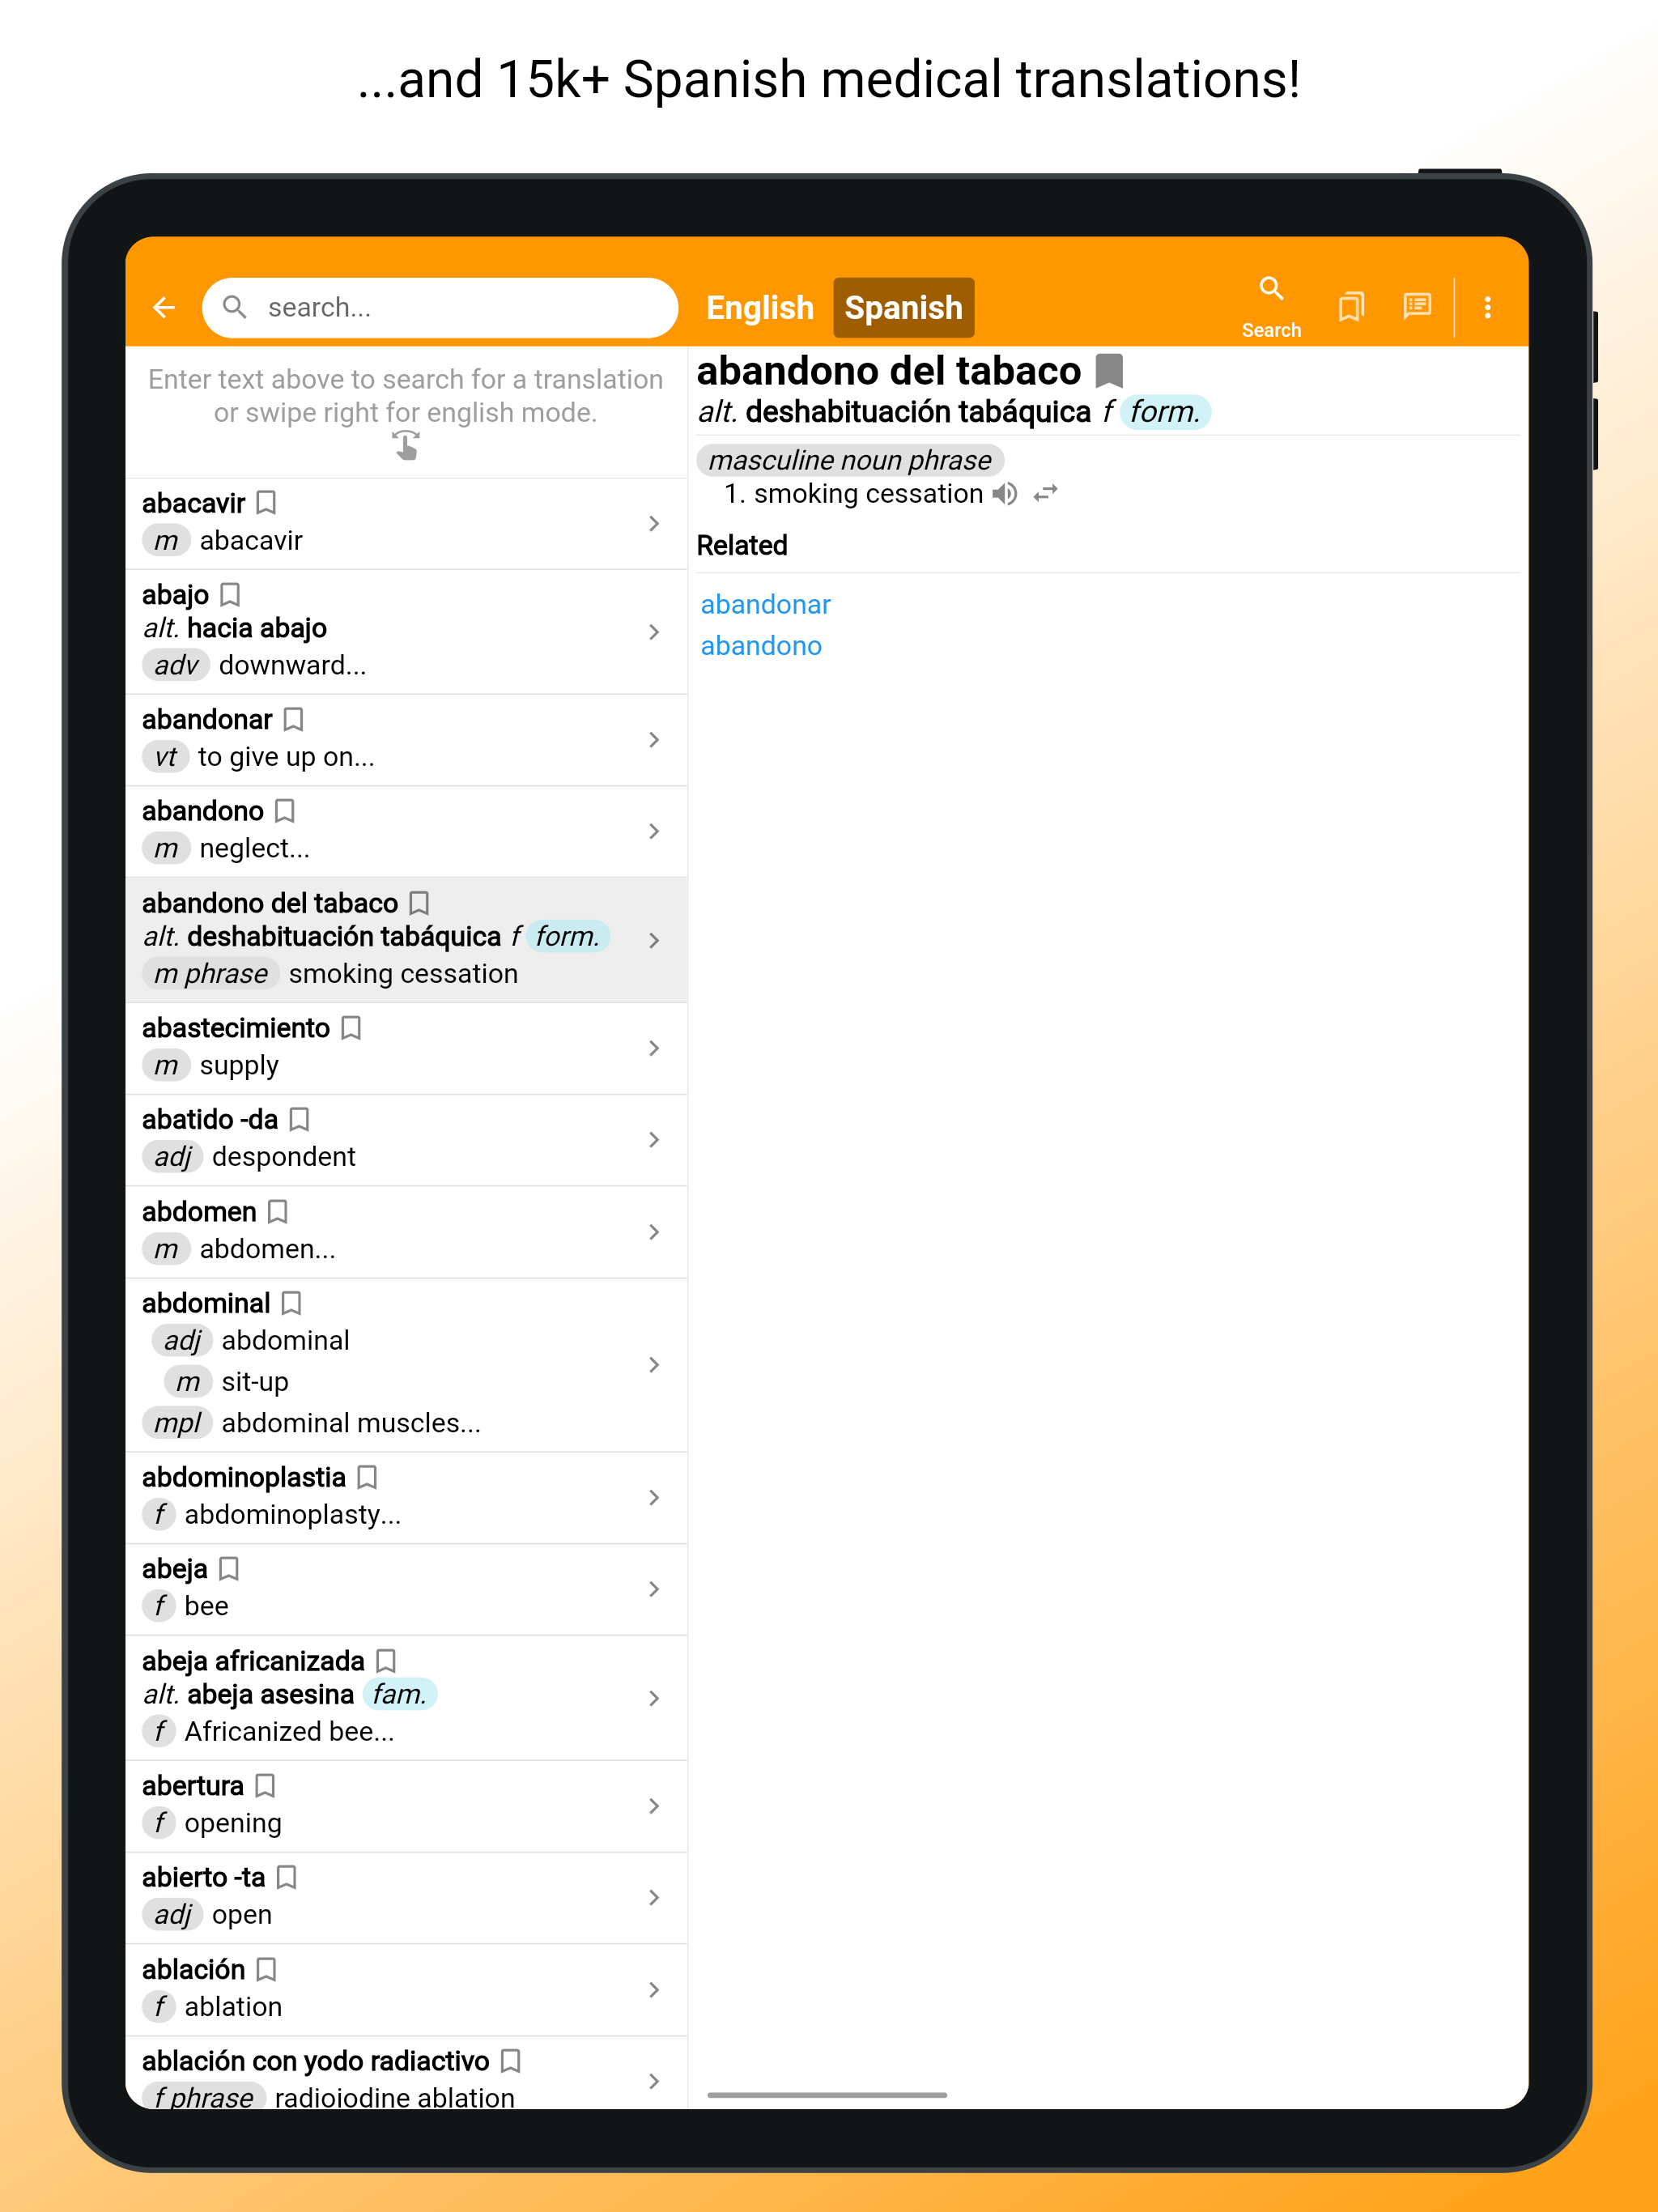 ...and 15k+ Spanish medical translations!
search...
English
Spanish
Search
Enter text above to search for a translation
or swipe right for english mode.
abacavir
m abacavir
abajo
alt. hacia abajo
adv downward...
abandonar
vt to give up on...
abandono
m neglect...
abandono del tabaco
alt. deshabituación tabáquica f form.
m phrase smoking cessation
abastecimiento
m supply
abatido -da
adj despondent
abdomen
m abdomen...
abdominal
adj abdominal
m sit-up
mpl abdominal muscles...
abdominoplastia
f abdominoplasty...
abeja
f bee
abeja africanizada
alt. abeja asesina fam.
f Africanized bee...
abertura
f opening
abierto -ta
adj open
ablación
f ablation
ablación con yodo radiactivo
f phrase radioiodine ablation
abandono del tabaco
alt. deshabituación tabáquica f form.
masculine noun phrase
1. smoking cessation
Related
abandonar
abandono